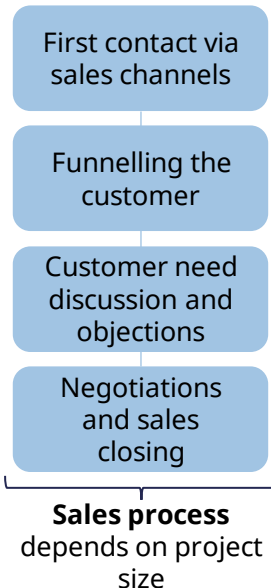 First contact via
sales channels
Funnelling the
customer
Customer need
discussion and
objections
Negotiations
and sales
closing
Sales process
depends on project
size